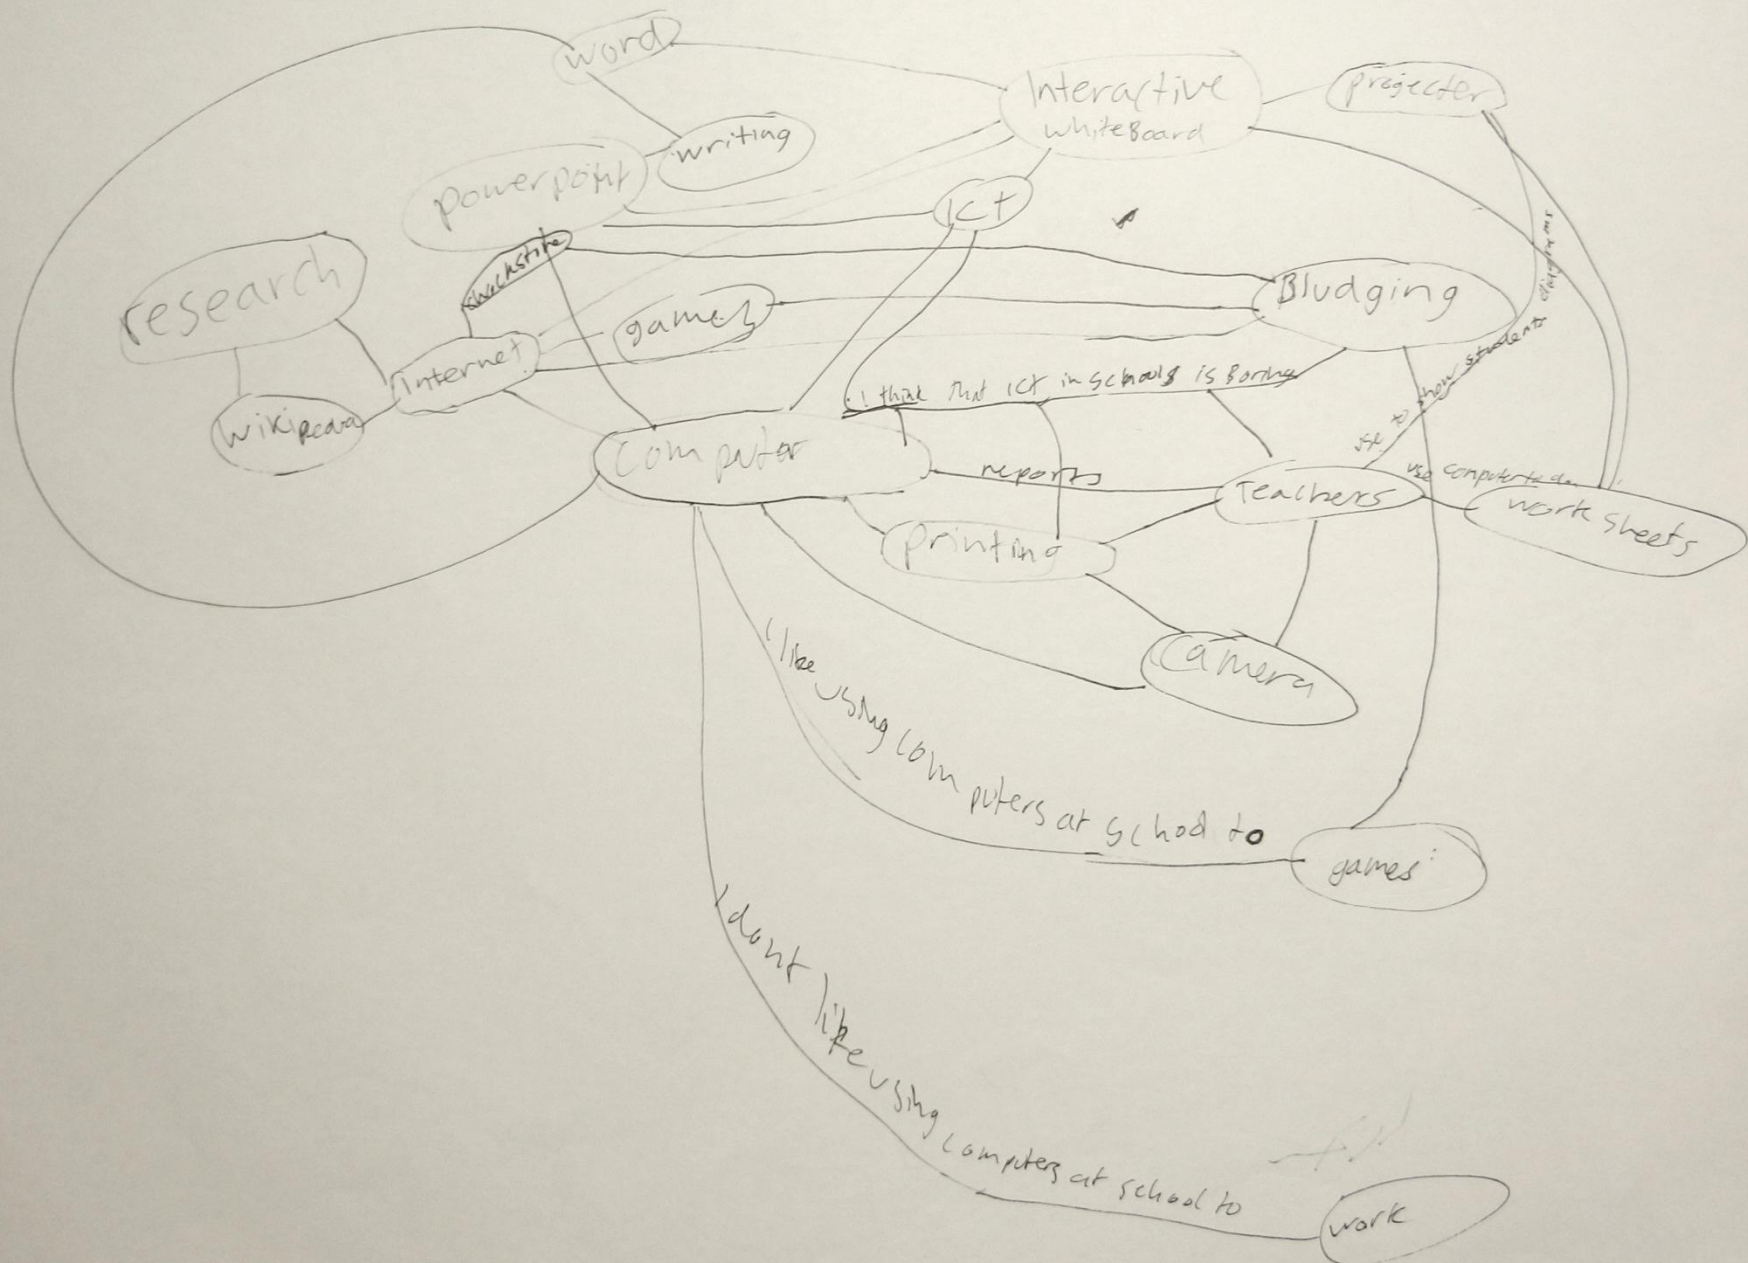 word
Interactive
whiteBoard
projecter
writing
powerpoint
ICT
research
games
Bludging
Internet
wikipedia
I think that ICT in schools is Boring
use to show students
computer
reports
Teachers
use computer to do
work sheets
printing
camera
I like using computers at school to
games
I dont like using computers at school to
work